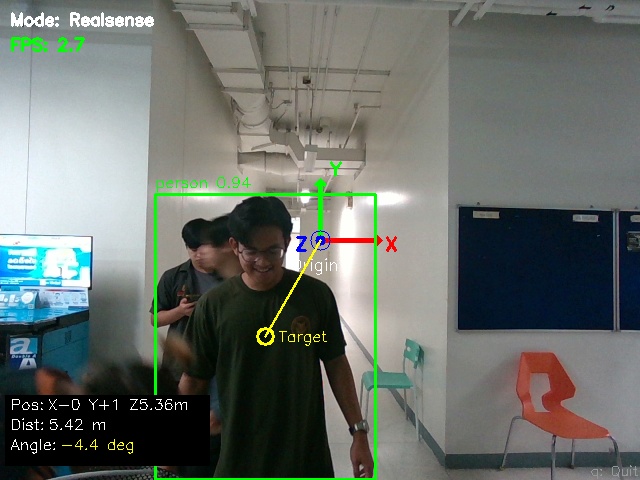 Mode: Realsense
FPS: 2.7
person 0.94
Y
Z
X
Origin
Target
a
Double A
Pos: X-0 Y+1 Z5.36m
Dist: 5.42 m
Angle: -4.4 deg
q: Quit